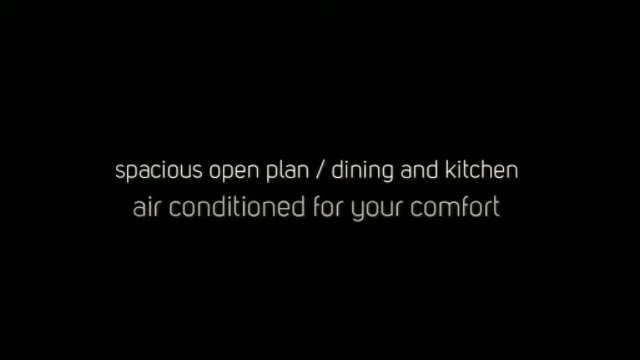 spacious open plan / dining and kitchen
air conditioned for your comfort